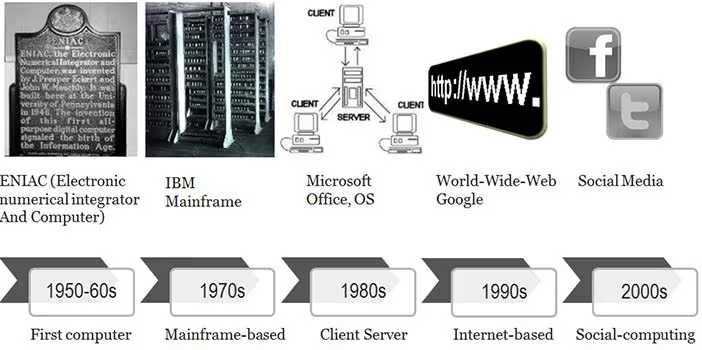 ENIAC
ENIAC, the Electronic
Numerical Integrator and
Computer, was invented
by J. Presper Eckert and
John W. Mauchly. It was
built here at the
University of Pennsylvania
in 1946. The invention
of this first all-
purpose digital computer
signaled the birth of
the Information Age.
CLIENT
CLIENT
CLIENT
SERVER
http://WWW.
f
t
ENIAC (Electronic
numerical integrator
And Computer)
IBM
Mainframe
Microsoft
Office, OS
World-Wide-Web
Google
Social Media
1950-60s
1970s
1980s
1990s
2000s
First computer
Mainframe-based
Client Server
Internet-based
Social-computing